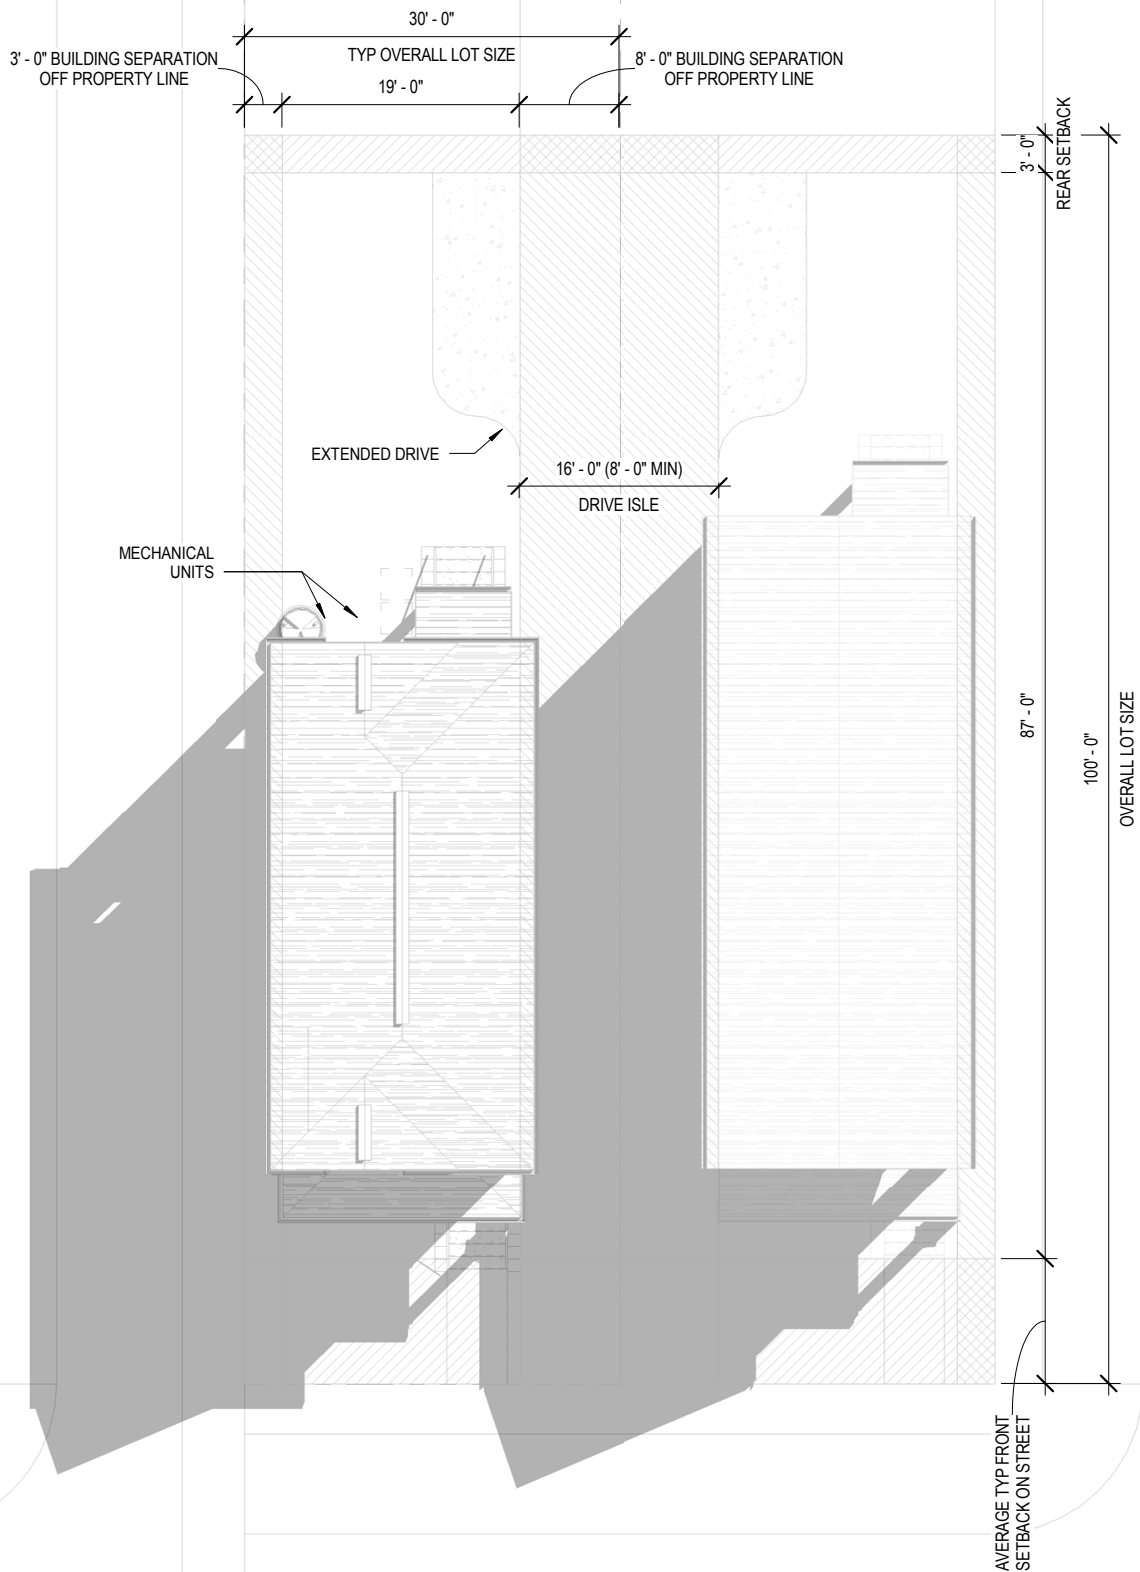 30' - 0"
TYP OVERALL LOT SIZE
3' - 0" BUILDING SEPARATION
OFF PROPERTY LINE
8' - 0" BUILDING SEPARATION
OFF PROPERTY LINE
19' - 0"
3' - 0"
REAR SETBACK
EXTENDED DRIVE
16' - 0" (8' - 0" MIN)
DRIVE ISLE
MECHANICAL
UNITS
87' - 0"
100' - 0"
OVERALL LOT SIZE
AVERAGE TYP FRONT
SETBACK ON STREET